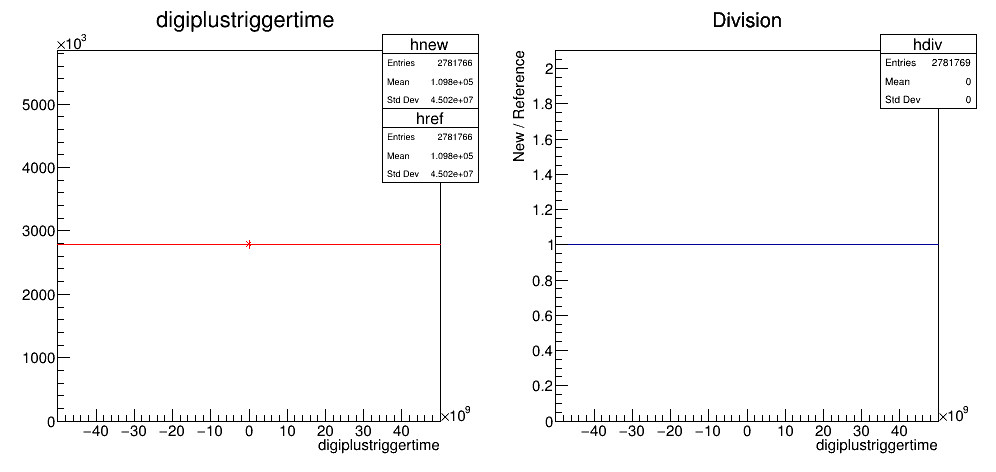 digiplustriggertime
×10³
hnew
Entries 2781766
Mean 1.098e+05
Std Dev 4.502e+07
href
Entries 2781766
Mean 1.098e+05
Std Dev 4.502e+07
5000
4000
3000
2000
1000
0
−40 −30 −20 −10 0 10 20 30 40
×10⁹
digiplustriggertime
Division
hdiv
Entries 2781769
Mean 0
Std Dev 0
New / Reference
2
1.8
1.6
1.4
1.2
1
0.8
0.6
0.4
0.2
0
−40 −30 −20 −10 0 10 20 30 40
×10⁹
digiplustriggertime